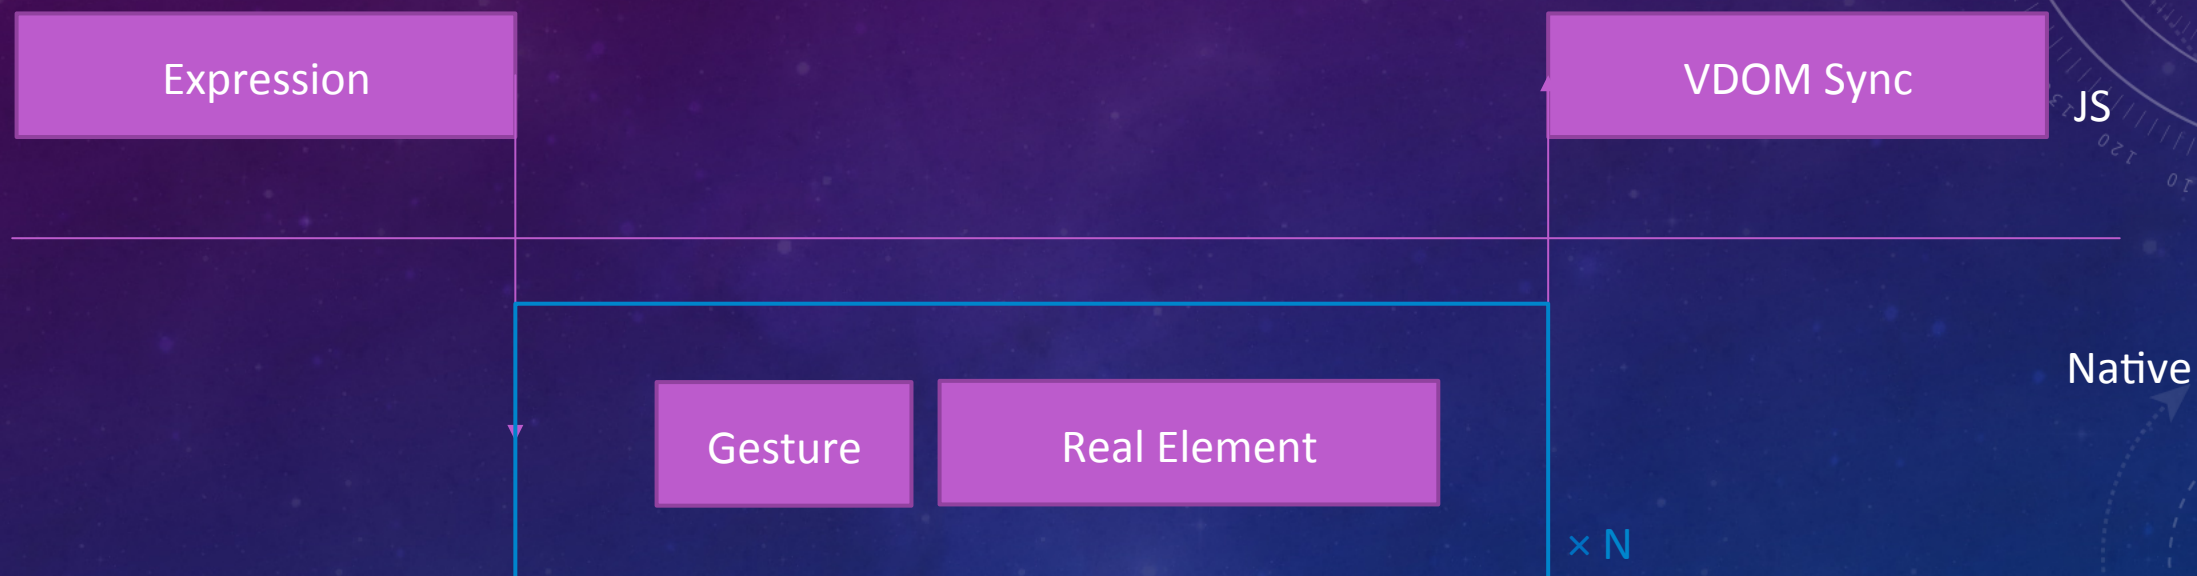 Expression
VDOM Sync
JS
Native
Gesture
Real Element
× N